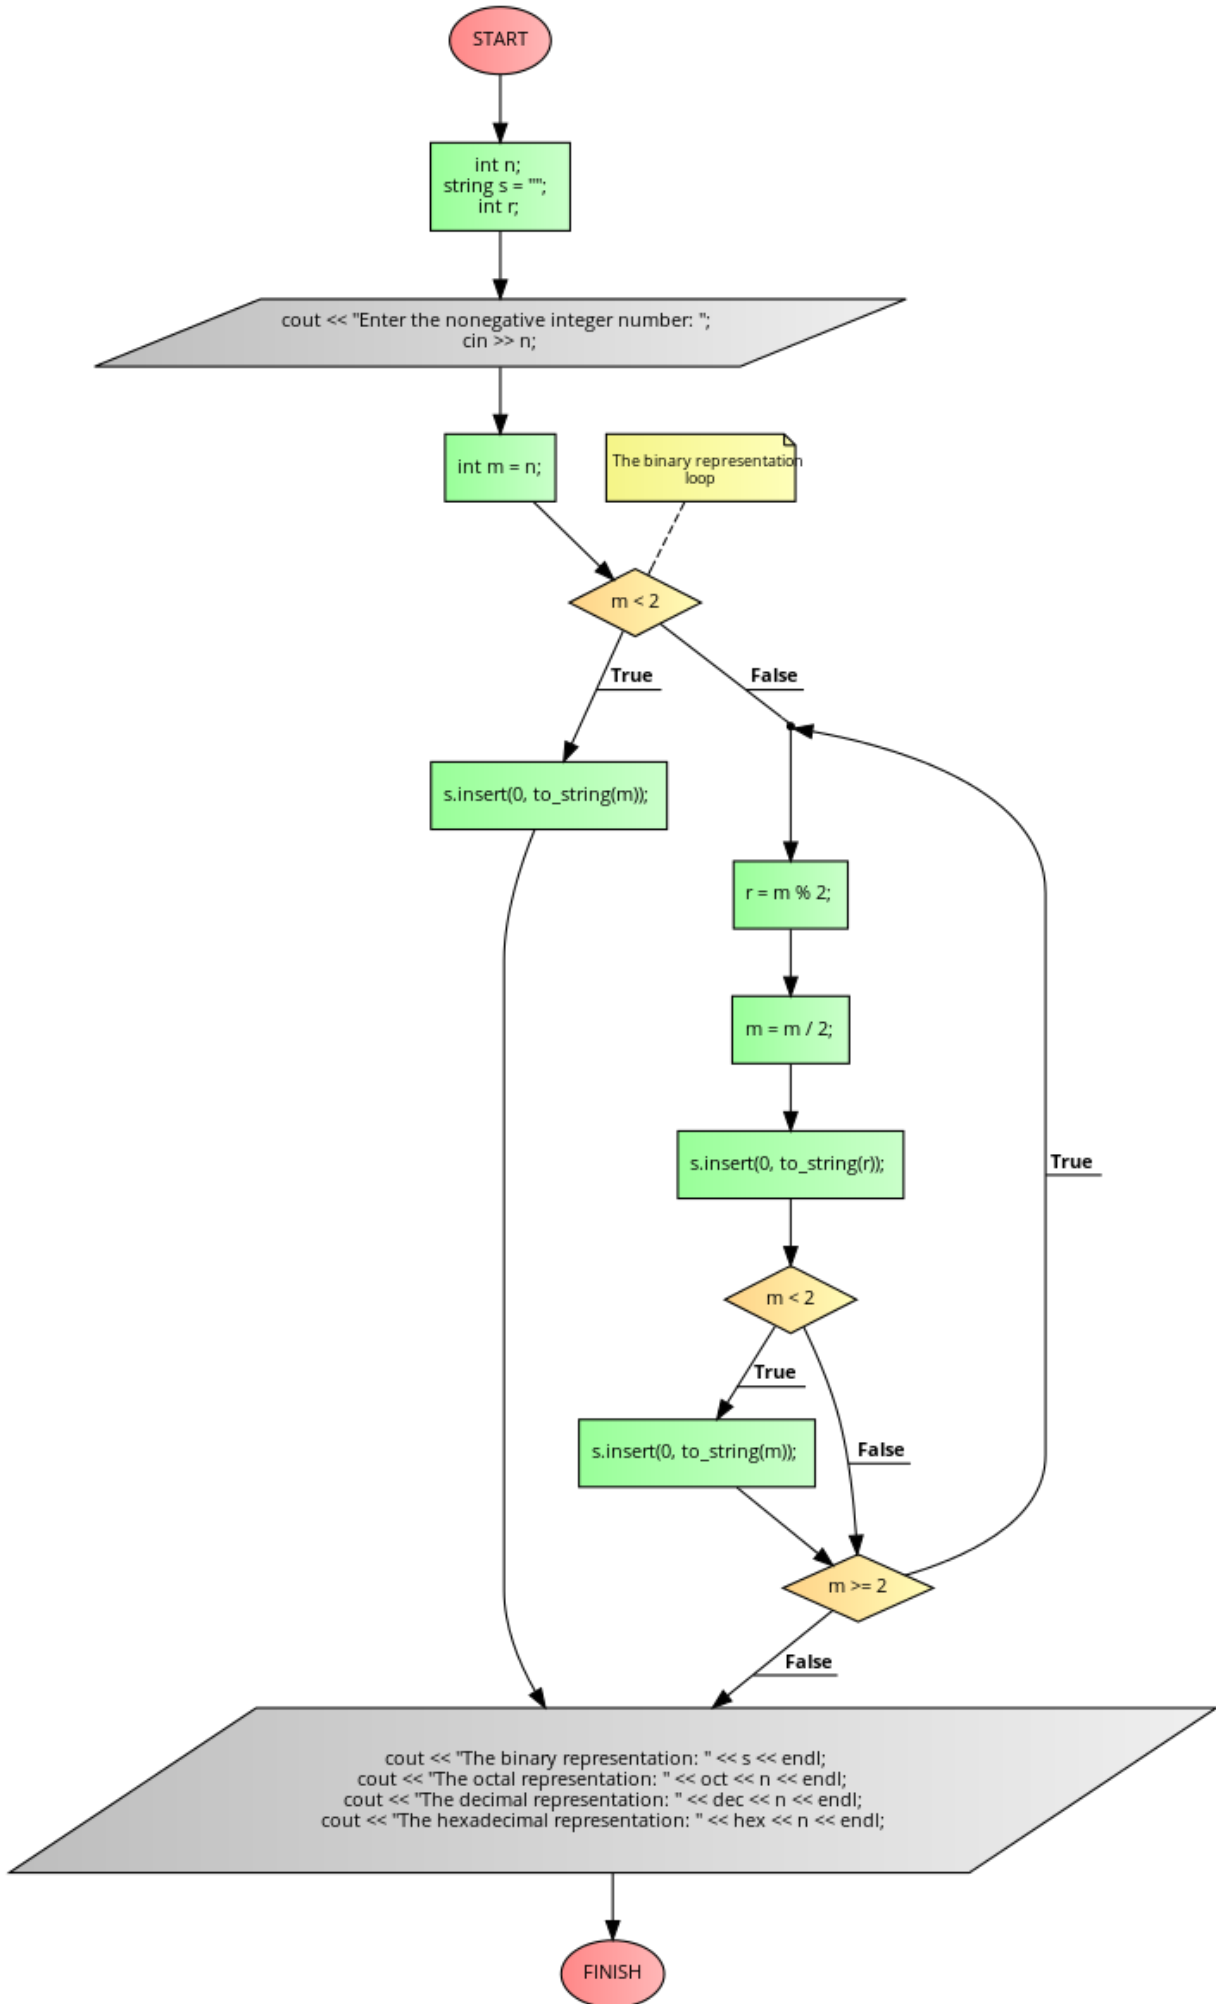 START
int n;
string s = "";
int r;
cout << "Enter the nonegative integer number: ";
cin >> n;
int m = n;
The binary representation
loop
m < 2
True
False
s.insert(0, to_string(m));
r = m % 2;
m = m / 2;
s.insert(0, to_string(r));
True
m < 2
True
s.insert(0, to_string(m));
False
m >= 2
False
cout << "The binary representation: " << s << endl;
cout << "The octal representation: " << oct << n << endl;
cout << "The decimal representation: " << dec << n << endl;
cout << "The hexadecimal representation: " << hex << n << endl;
FINISH